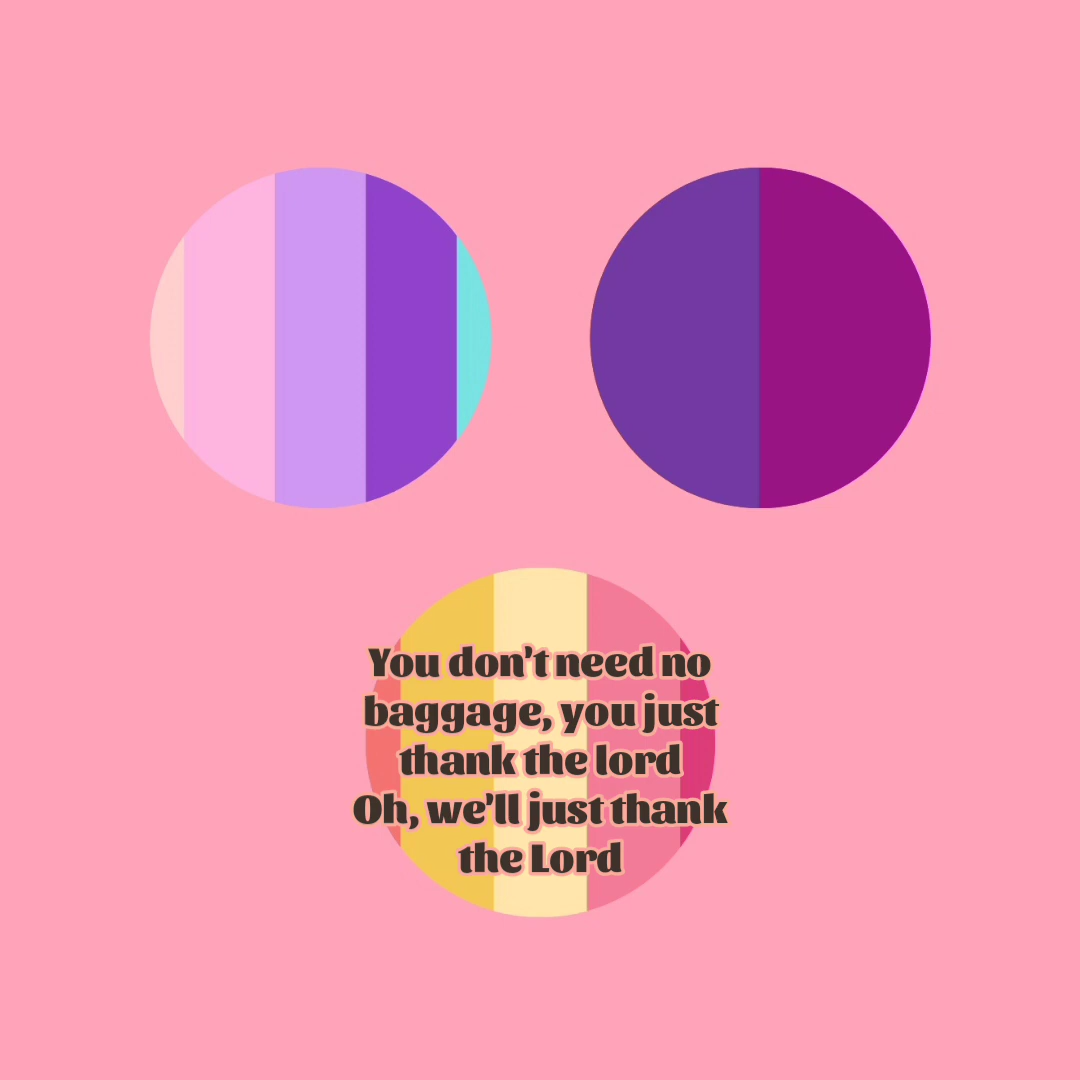 You don't need no
baggage, you just
thank the lord
Oh, we'll just thank
the Lord